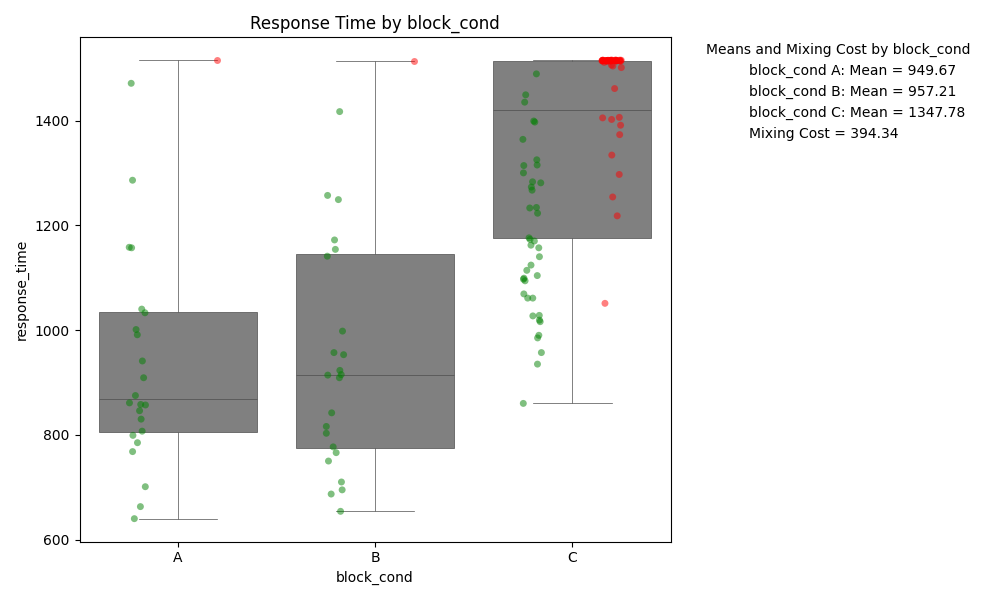 Response Time by block_cond
Means and Mixing Cost by block_cond
block_cond A: Mean = 949.67
block_cond B: Mean = 957.21
block_cond C: Mean = 1347.78
Mixing Cost = 394.34
response_time
1400
1200
1000
800
600
A B C
block_cond